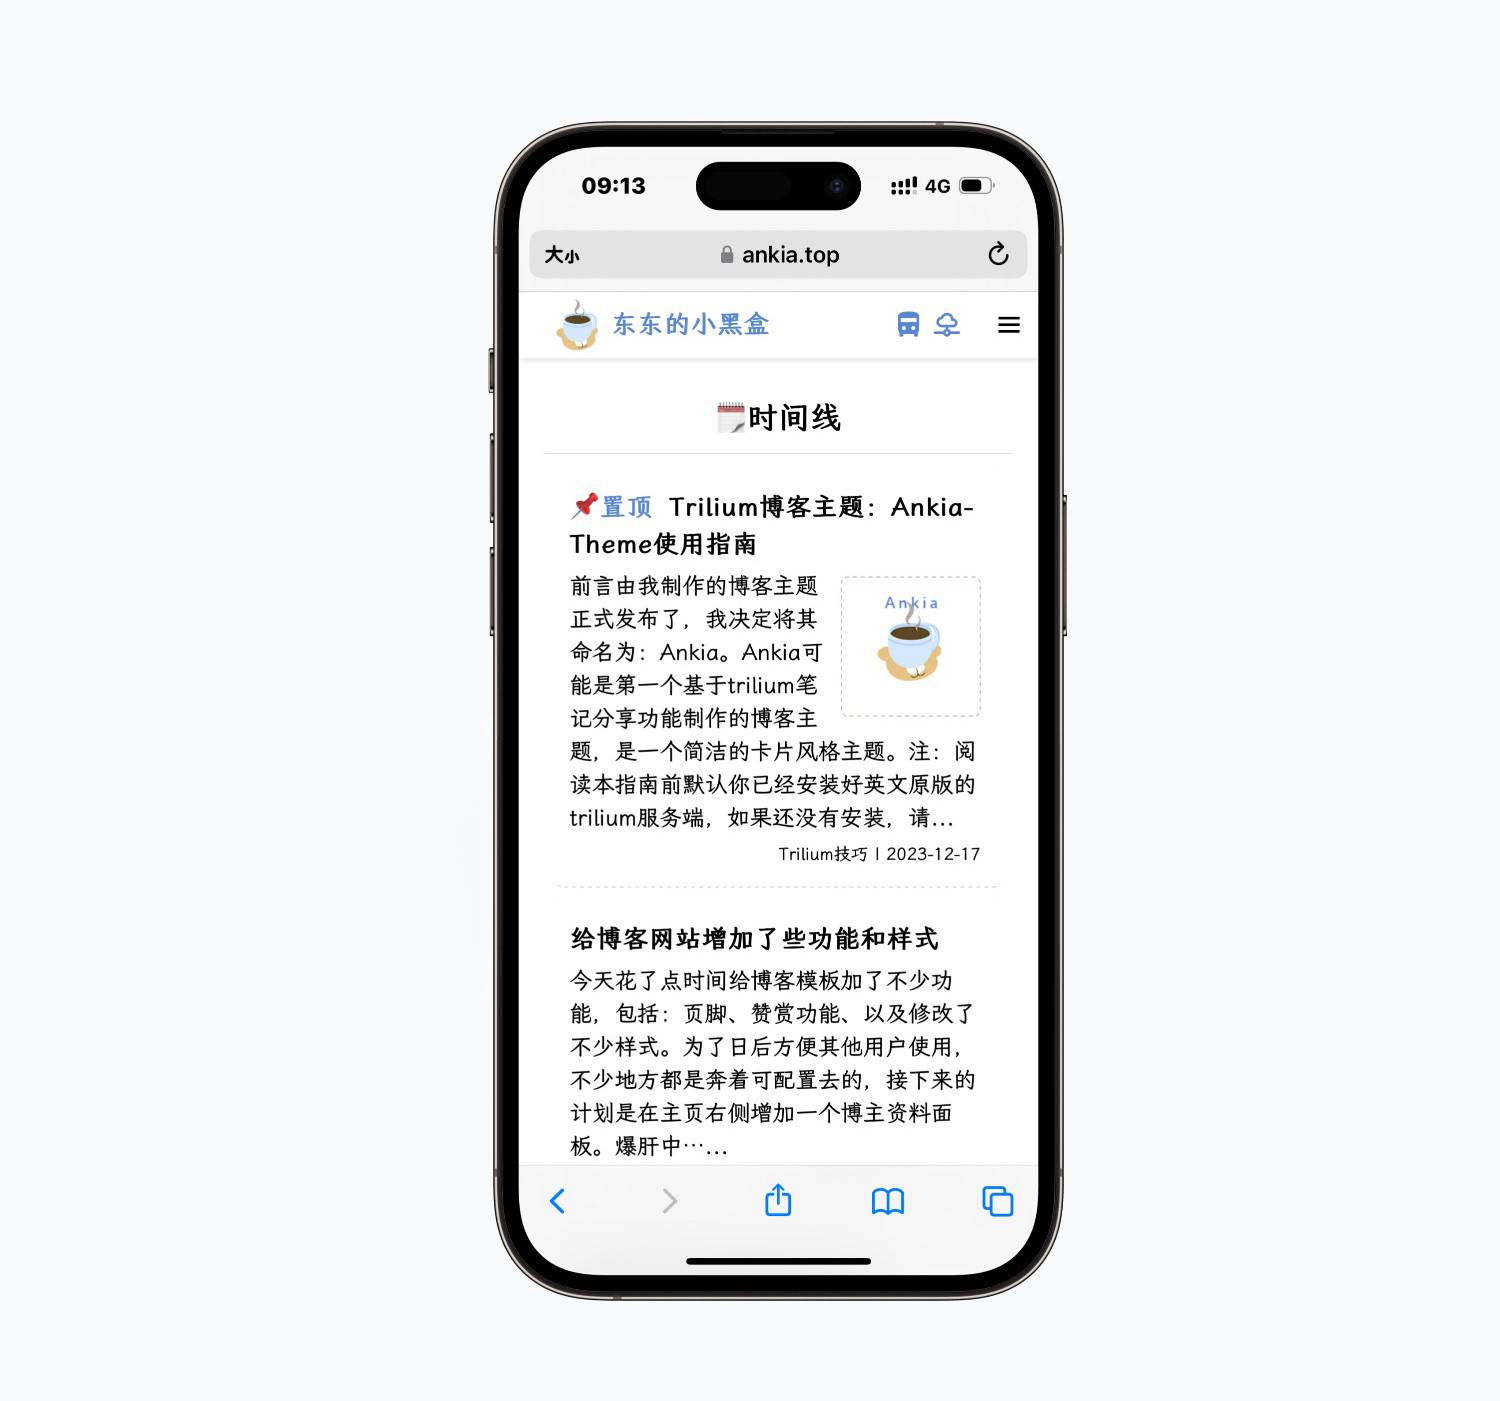 09:13
4G
大小
ankia.top
东东的小黑盒
时间线
置顶 Trilium博客主题：Ankia-
Theme使用指南
前言由我制作的博客主题
正式发布了，我决定将其
命名为：Ankia。Ankia可
能是第一个基于trilium笔
记分享功能制作的博客主
题，是一个简洁的卡片风格主题。注：阅
读本指南前默认你已经安装好英文原版的
trilium服务端，如果还没有安装，请...
Ankia
Trilium技巧 | 2023-12-17
给博客网站增加了些功能和样式
今天花了点时间给博客模板加了不少功
能，包括：页脚、赞赏功能、以及修改了
不少样式。为了日后方便其他用户使用，
不少地方都是奔着可配置去的，接下来的
计划是在主页右侧增加一个博主资料面
板。爆肝中…...